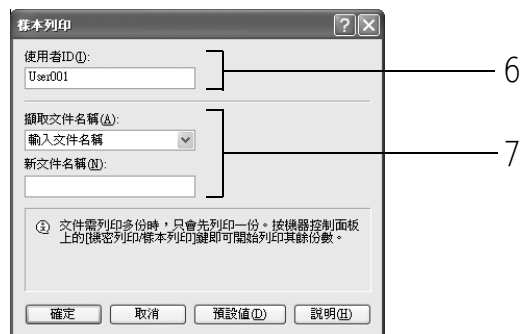 樣本列印
使用者ID(I):
User001
6
擷取文件名稱(A):
輸入文件名稱
7
新文件名稱(N):
文件需列印多份時，只會先列印一份。按機器控制面板
上的[機密列印/樣本列印]鍵即可開始列印其餘份數。
確定 取消 預設值(D) 説明(H)